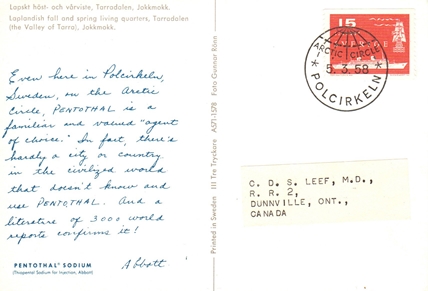 Lapskt höst- och vårviste, Tarradalen, Jokkmokk.
Laplandish fall and spring living quarters, Tarradalen
(the Valley of Tarra), Jokkmokk.
Even here in Polcirkeln,
Sweden, on the Arctic
Circle, PENTOTHAL is a
familiar and valued "agent
of choice." In fact, there's
hardly a city or country
in the civilized world
that doesn't know and
use PENTOTHAL. And a
literature of 3000 world
reports confirms it!
Abbott
PENTOTHAL® SODIUM
(Thiopental Sodium for Injection, Abbott)
Printed in Sweden III Tre Tryckare A571-1578 Foto Gunnar Rönn
15
ARCTIC CIRCLE
5.3.58
* POLCIRKELN *
C. D. S. LEEF, M.D.,
R. R. 2,
DUNNVILLE, ONT.,
CANADA